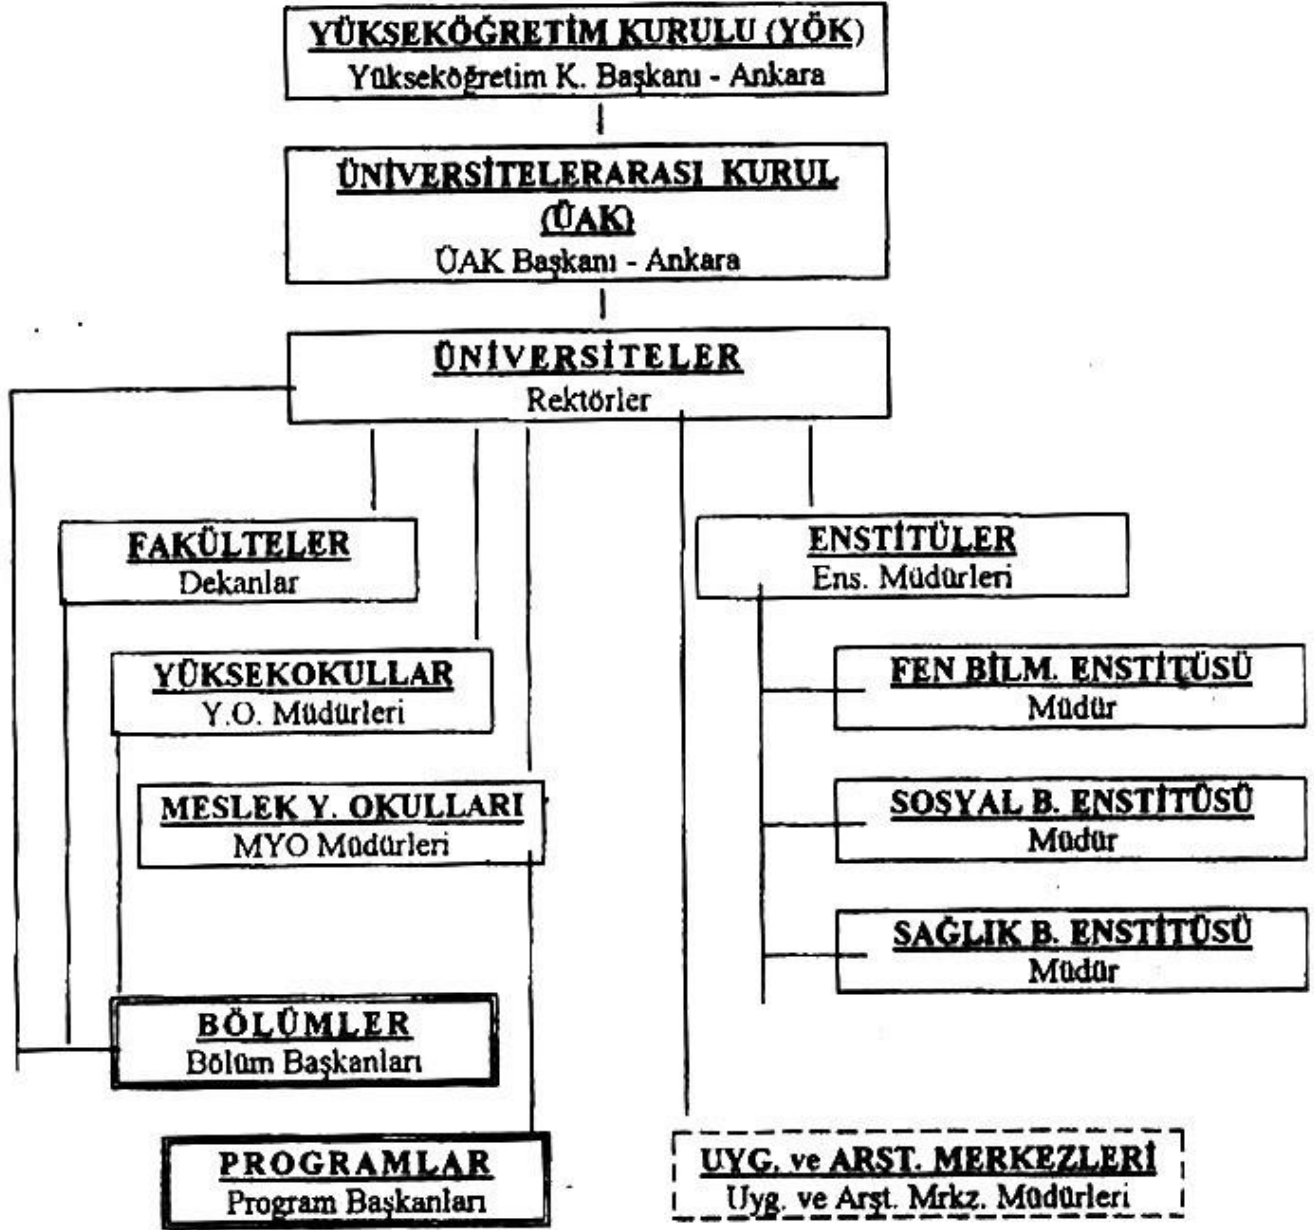 YÜKSEKÖĞRETİM KURULU (YÖK)
Yükseköğretim K. Başkanı - Ankara
ÜNİVERSİTELERARASI KURUL
(ÜAK)
ÜAK Başkanı - Ankara
ÜNİVERSİTELER
Rektörler
FAKÜLTELER
Dekanlar
YÜKSEKOKULLAR
Y.O. Müdürleri
MESLEK Y. OKULLARI
MYO Müdürleri
BÖLÜMLER
Bölüm Başkanları
PROGRAMLAR
Program Başkanları
ENSTİTÜLER
Ens. Müdürleri
FEN BİLM. ENSTİTÜSÜ
Müdür
SOSYAL B. ENSTİTÜSÜ
Müdür
SAĞLIK B. ENSTİTÜSÜ
Müdür
UYG. ve ARST. MERKEZLERİ
Uyg. ve Arşt. Mrkz. Müdürleri